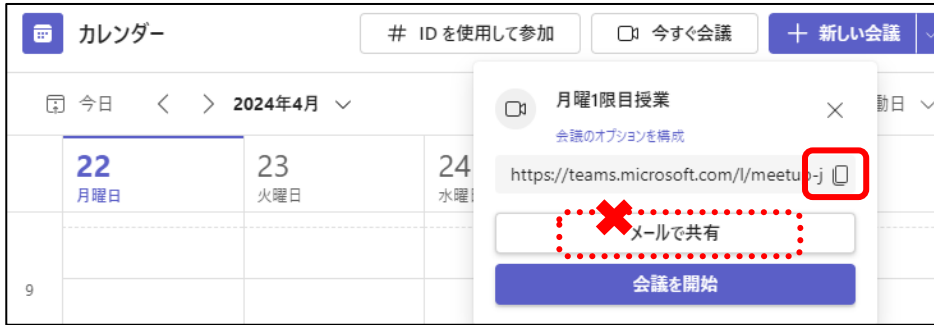 カレンダー
# ID を使用して参加
今すぐ会議
+ 新しい会議
今日
< > 2024年4月
動日
月曜1限目授業
会議のオプションを構成
https://teams.microsoft.com/l/meetup-j
メールで共有
会議を開始
22
月曜日
23
火曜日
24
水曜
9